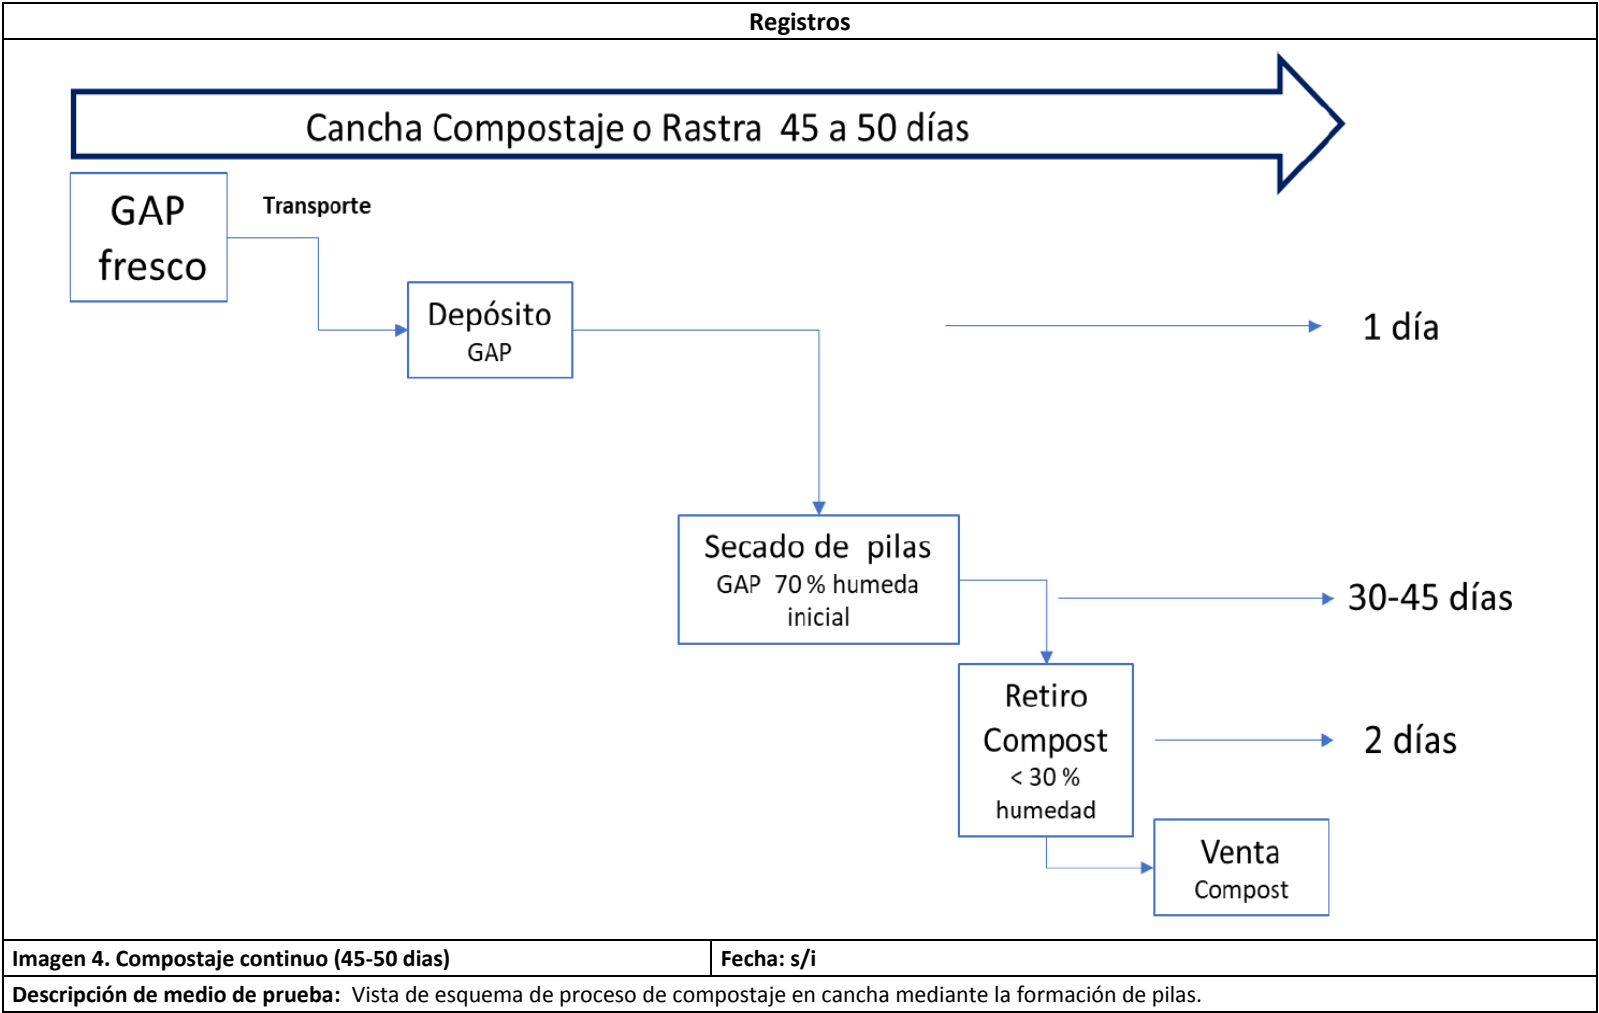 Registros
Cancha Compostaje o Rastra 45 a 50 días
GAP
fresco
Transporte
Depósito
GAP
1 día
Secado de pilas
GAP 70 % humeda
inicial
30-45 días
Retiro
Compost
< 30 %
humedad
2 días
Venta
Compost
Imagen 4. Compostaje continuo (45-50 dias)
Fecha: s/i
Descripción de medio de prueba: Vista de esquema de proceso de compostaje en cancha mediante la formación de pilas.